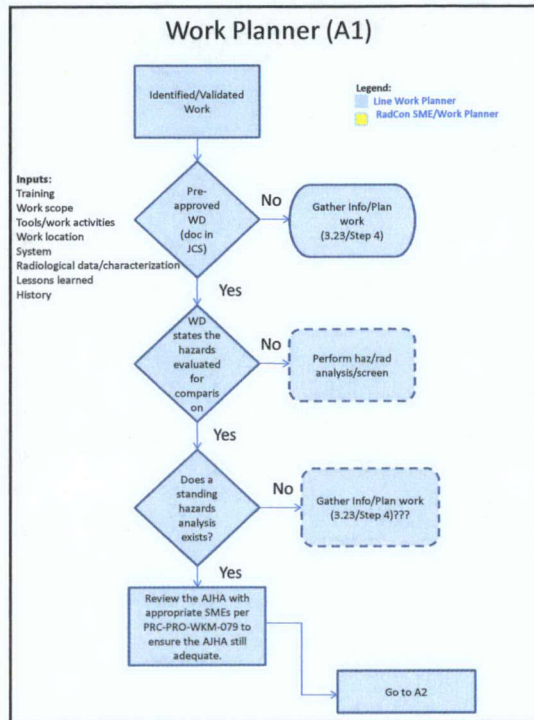 Work Planner (A1)
Identified/Validated
Work
Legend:
Line Work Planner
RadCon SME/Work Planner
Inputs:
Training
Work scope
Tools/work activities
Work location
System
Radiological data/characterization
Lessons learned
History
Pre-
approved
WD
(doc in
JCS)
No
Gather Info/Plan
work
(3.23/Step 4)
Yes
WD
states the
hazards
evaluated
for
comparis
on
No
Perform haz/rad
analysis/screen
Yes
Does a
standing
hazards
analysis
exists?
No
Gather Info/Plan work
(3.23/Step 4)???
Yes
Review the AJHA with
appropriate SMEs per
PRC-PRO-WKM-079 to
ensure the AJHA still
adequate.
Go to A2